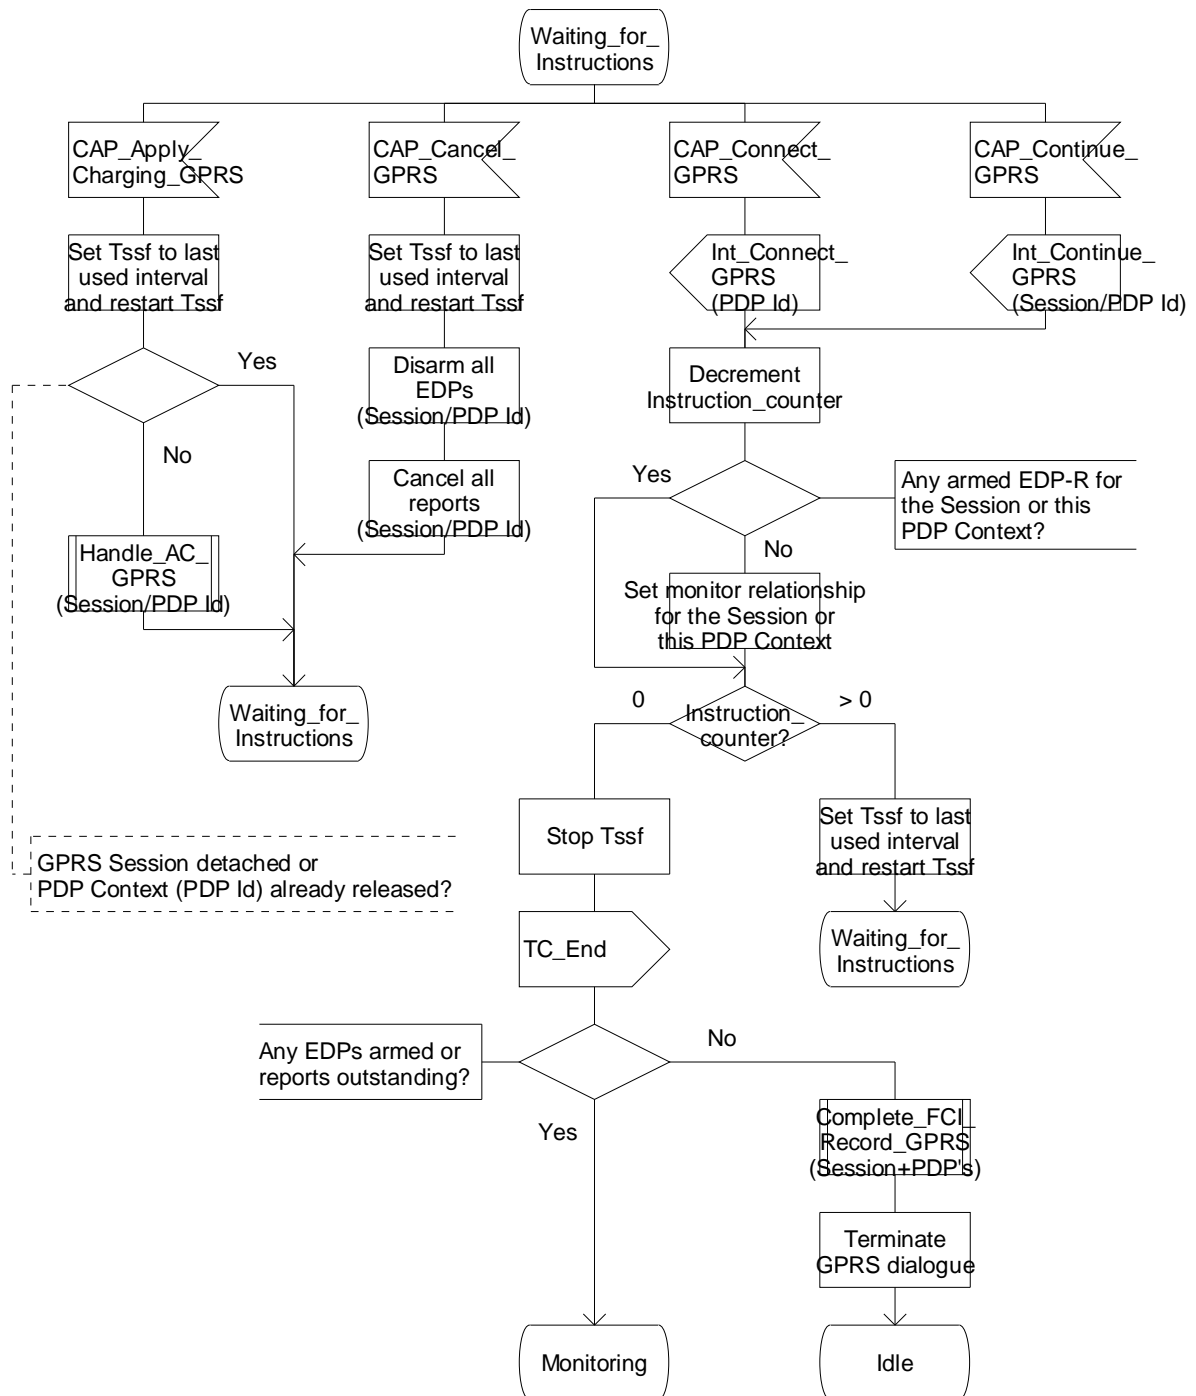 Waiting_for_
Instructions
CAP_Apply_
Charging_GPRS
CAP_Cancel_
GPRS
CAP_Connect_
GPRS
CAP_Continue_
GPRS
Set Tssf to last
used interval
and restart Tssf
Set Tssf to last
used interval
and restart Tssf
Int_Connect_
GPRS
(PDP Id)
Int_Continue_
GPRS
(Session/PDP Id)
Yes
No
Disarm all
EDPs
(Session/PDP Id)
Decrement
Instruction_counter
Cancel all
reports
(Session/PDP Id)
Yes
No
Any armed EDP-R for
the Session or this
PDP Context?
Handle_AC_
GPRS
(Session/PDP Id)
Set monitor relationship
for the Session or
this PDP Context
Waiting_for_
Instructions
0
Instruction_
counter?
> 0
Stop Tssf
Set Tssf to last
used interval
and restart Tssf
GPRS Session detached or
PDP Context (PDP Id) already released?
TC_End
Waiting_for_
Instructions
Any EDPs armed or
reports outstanding?
No
Yes
Complete_FCI_
Record_GPRS
(Session+PDP's)
Terminate
GPRS dialogue
Monitoring
Idle